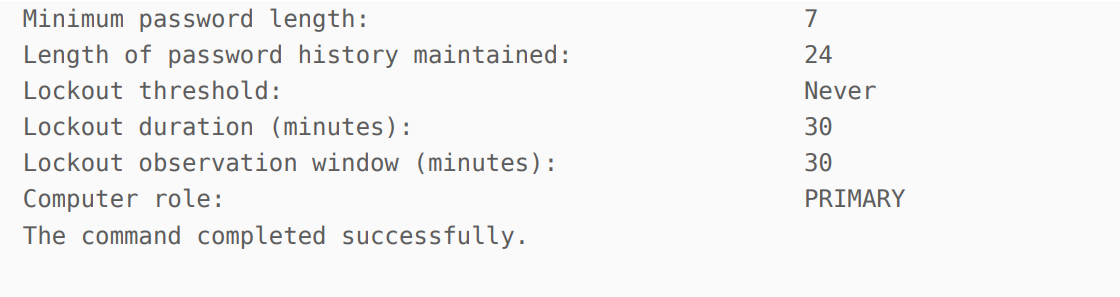 Minimum password length: 7
Length of password history maintained: 24
Lockout threshold: Never
Lockout duration (minutes): 30
Lockout observation window (minutes): 30
Computer role: PRIMARY
The command completed successfully.